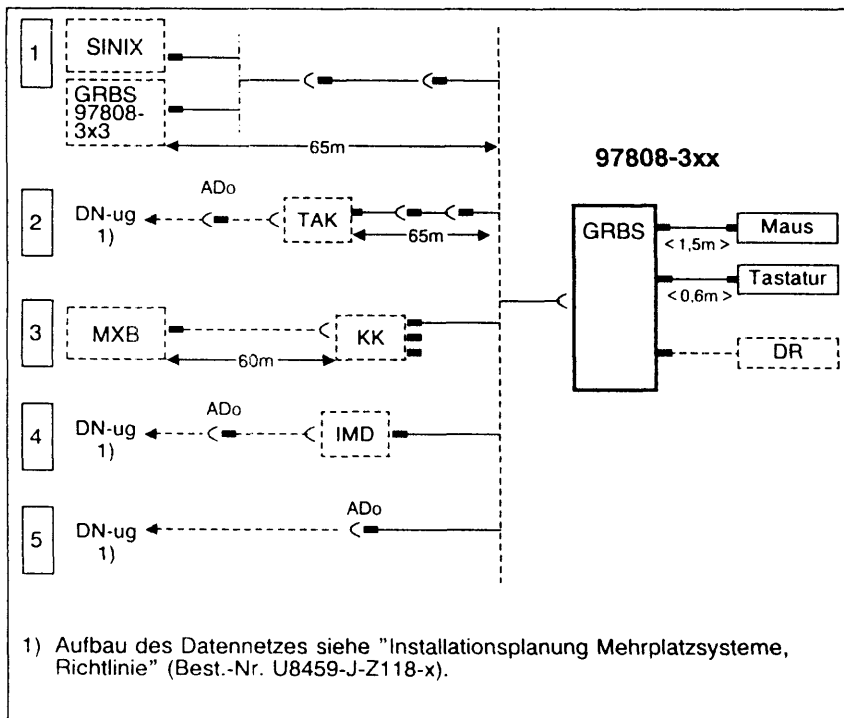 1
SINIX
GRBS
97808-
3x3
65m
2
DN-ug
1)
ADo
TAK
65m
3
MXB
60m
KK
4
DN-ug
1)
ADo
IMD
5
DN-ug
1)
ADo
97808-3xx
GRBS
Maus
< 1,5m >
Tastatur
< 0,6m >
DR
1) Aufbau des Datennetzes siehe "Installationsplanung Mehrplatzsysteme,
Richtlinie" (Best.-Nr. U8459-J-Z118-x).